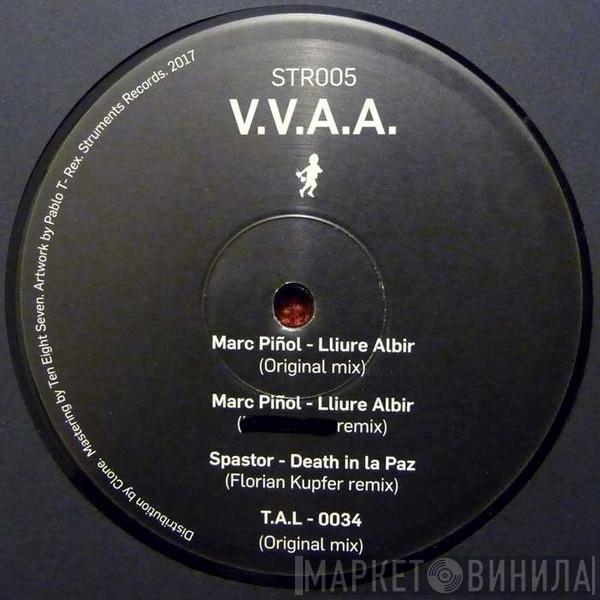 STR005
V.V.A.A.
Marc Piñol - Lliure Albir
(Original mix)
Marc Piñol - Lliure Albir
( remix)
Spastor - Death in la Paz
(Florian Kupfer remix)
T.A.L - 0034
(Original mix)
Distribution by Clone. Mastering by Ten Eight Seven. Artwork by Pablo T- Rex. Struments Records. 2017
МАРКЕТ ВИНИЛА